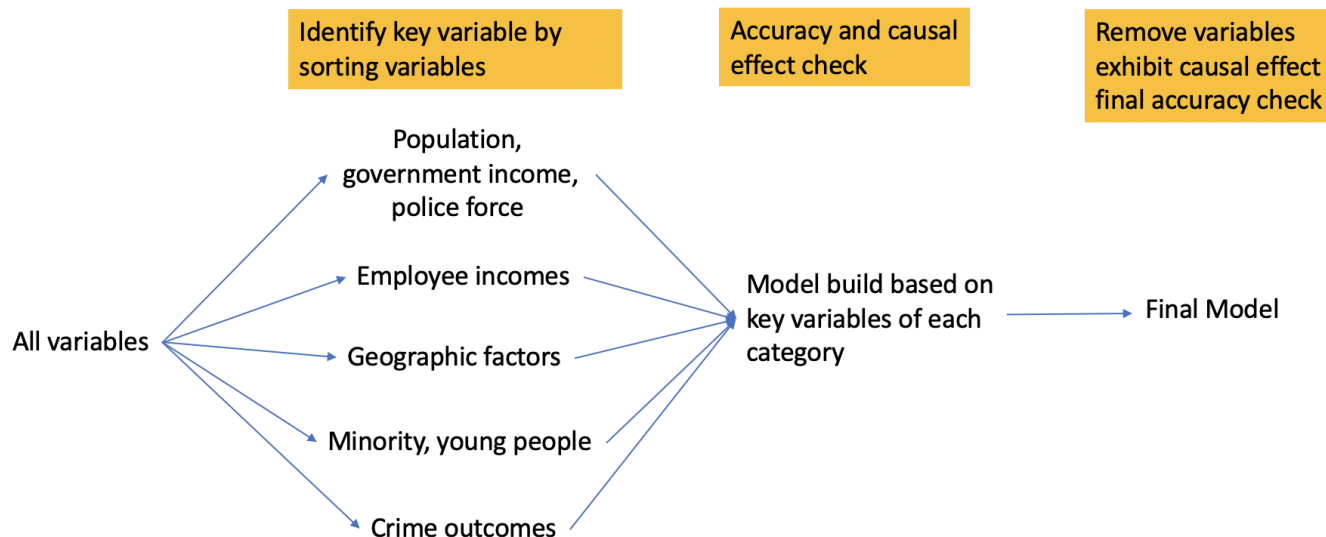 Identify key variable by
sorting variables
Accuracy and causal
effect check
Remove variables
exhibit causal effect
final accuracy check
Population,
government income,
police force
Employee incomes
Geographic factors
Minority, young people
Crime outcomes
All variables
Model build based on
key variables of each
category
Final Model